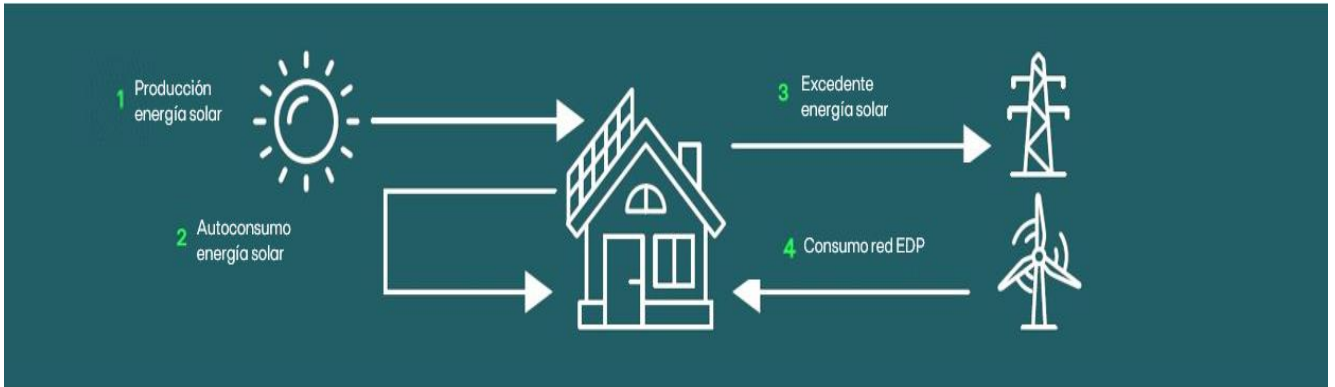 1 Producción
energía solar
2 Autoconsumo
energía solar
3 Excedente
energía solar
4 Consumo red EDP